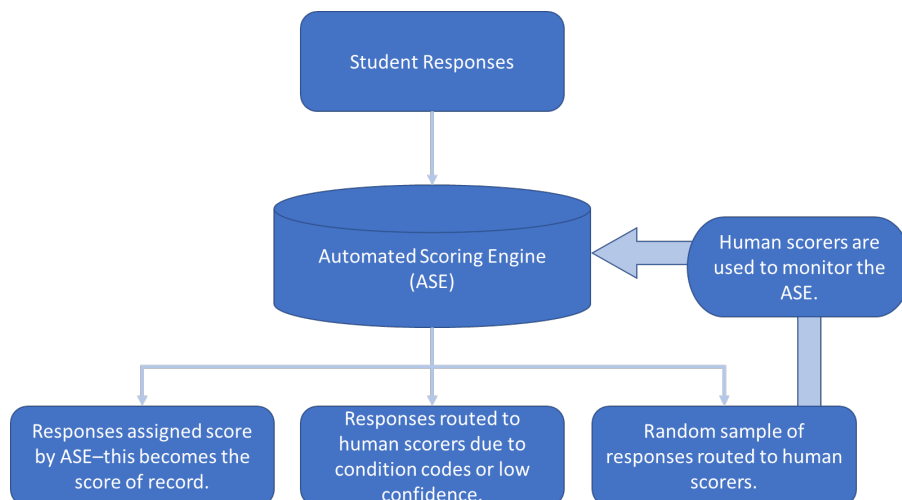 Student Responses
Automated Scoring Engine
(ASE)
Human scorers are
used to monitor the
ASE.
Responses assigned score
by ASE–this becomes the
score of record.
Responses routed to
human scorers due to
condition codes or low
confidence.
Random sample of
responses routed to human
scorers.